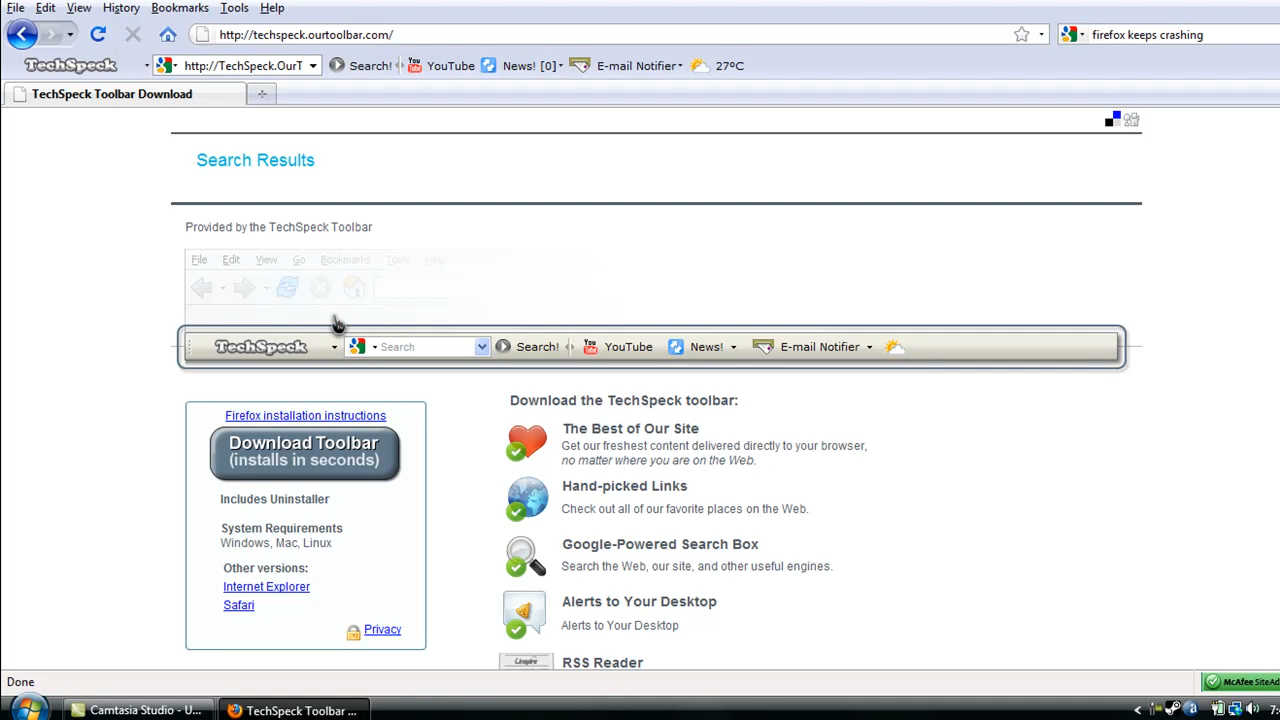 File Edit View History Bookmarks Tools Help
http://techspeck.ourtoolbar.com/ firefox keeps crashing
TechSpeck http://TechSpeck.OurT Search! YouTube News! [0] E-mail Notifier 27ºC
TechSpeck Toolbar Download
Search Results
Provided by the TechSpeck Toolbar
File Edit View Go Bookmarks Tools Help
TechSpeck Search Search! YouTube News! E-mail Notifier
Firefox installation instructions
Download Toolbar
(installs in seconds)
Includes Uninstaller
System Requirements
Windows, Mac, Linux
Other versions:
Internet Explorer
Safari
Privacy
Download the TechSpeck toolbar:
The Best of Our Site
Get our freshest content delivered directly to your browser,
no matter where you are on the Web.
Hand-picked Links
Check out all of our favorite places on the Web.
Google-Powered Search Box
Search the Web, our site, and other useful engines.
Alerts to Your Desktop
Alerts to Your Desktop
RSS Reader
Done McAfee SiteAd
Camtasia Studio - U... TechSpeck Toolbar ... 7: